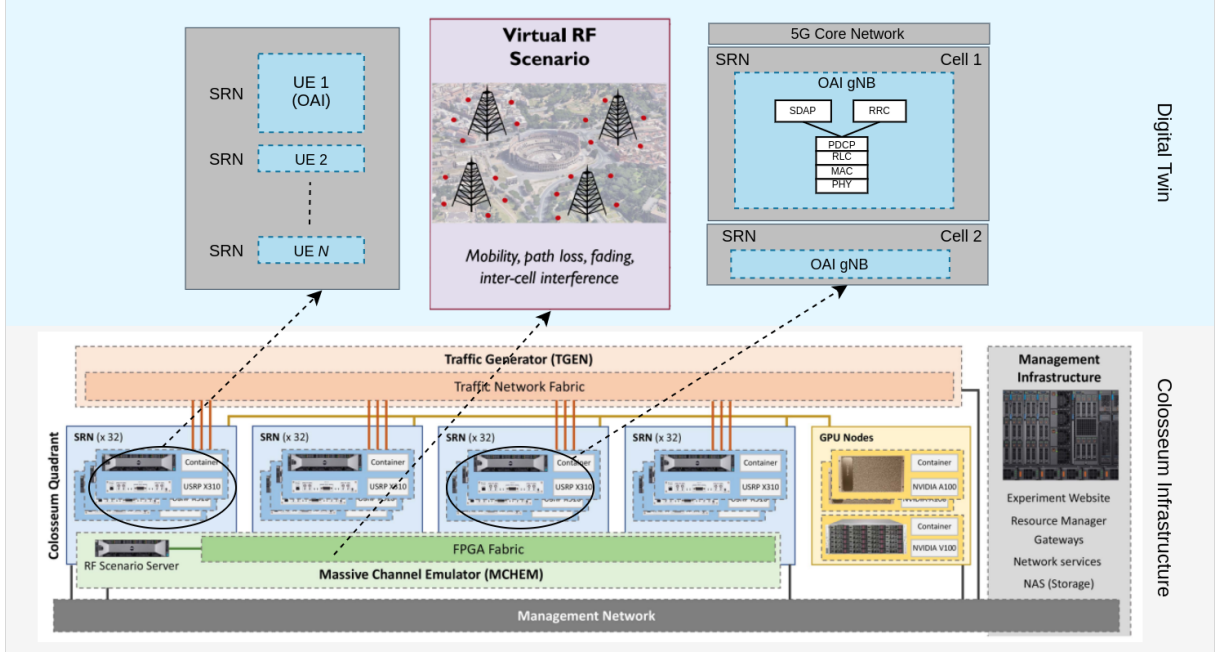 SRN
UE 1
(OAI)
SRN
UE 2
SRN
UE N
Virtual RF
Scenario
Mobility, path loss, fading,
inter-cell interference
5G Core Network
SRN
Cell 1
OAI gNB
SDAP
RRC
PDCP
RLC
MAC
PHY
SRN
Cell 2
OAI gNB
Digital Twin
Traffic Generator (TGEN)
Traffic Network Fabric
Colosseum Quadrant
SRN (x 32)
Container
USRP X310
SRN (x 32)
Container
USRP X310
SRN (x 32)
Container
USRP X310
SRN (x 32)
Container
USRP X310
GPU Nodes
Container
NVIDIA A100
Container
NVIDIA V100
RF Scenario Server
FPGA Fabric
Massive Channel Emulator (MCHEM)
Management Network
Management
Infrastructure
Experiment Website
Resource Manager
Gateways
Network services
NAS (Storage)
Colosseum Infrastructure